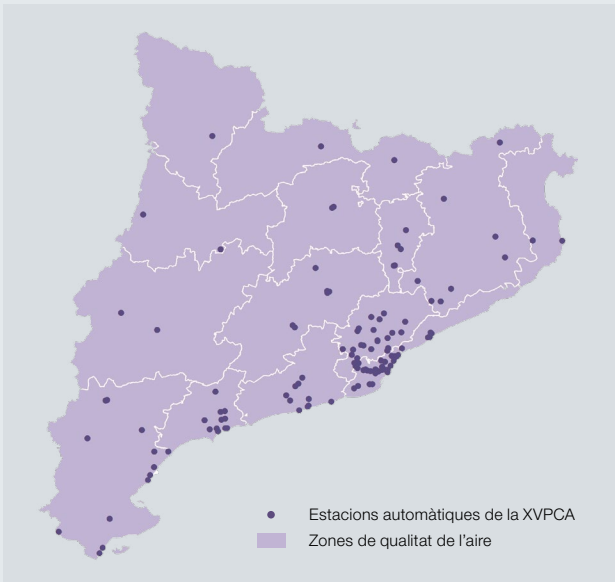 Estacions automàtiques de la XVPCA
Zones de qualitat de l'aire